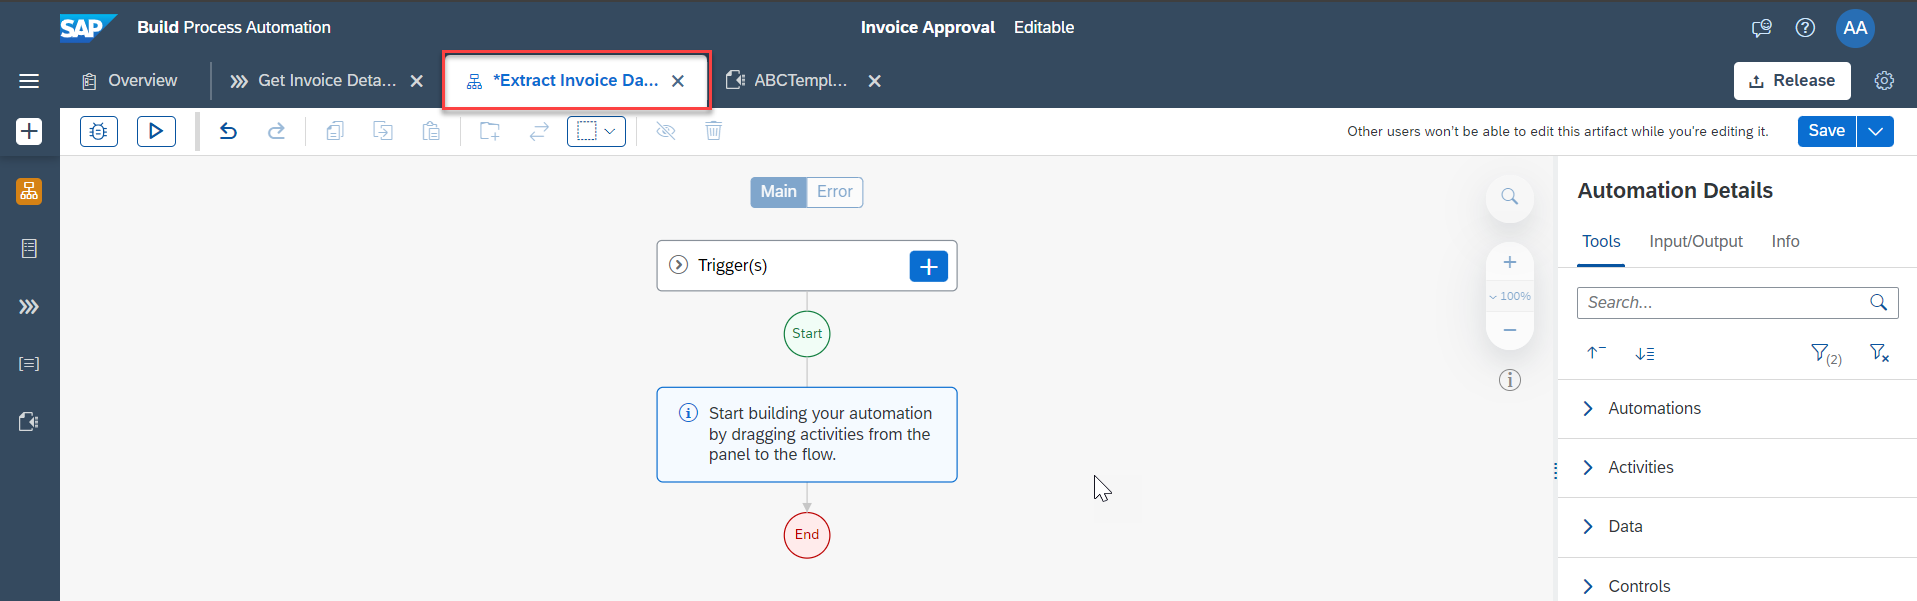 SAP Build Process Automation
Invoice Approval Editable
AA
Overview
Get Invoice Deta...
*Extract Invoice Da...
ABCTempl...
Release
Other users won't be able to edit this artifact while you're editing it.
Save
Main Error
Trigger(s)
Start
Start building your automation
by dragging activities from the
panel to the flow.
End
100%
Automation Details
Tools Input/Output Info
Search...
(2)
Automations
Activities
Data
Controls